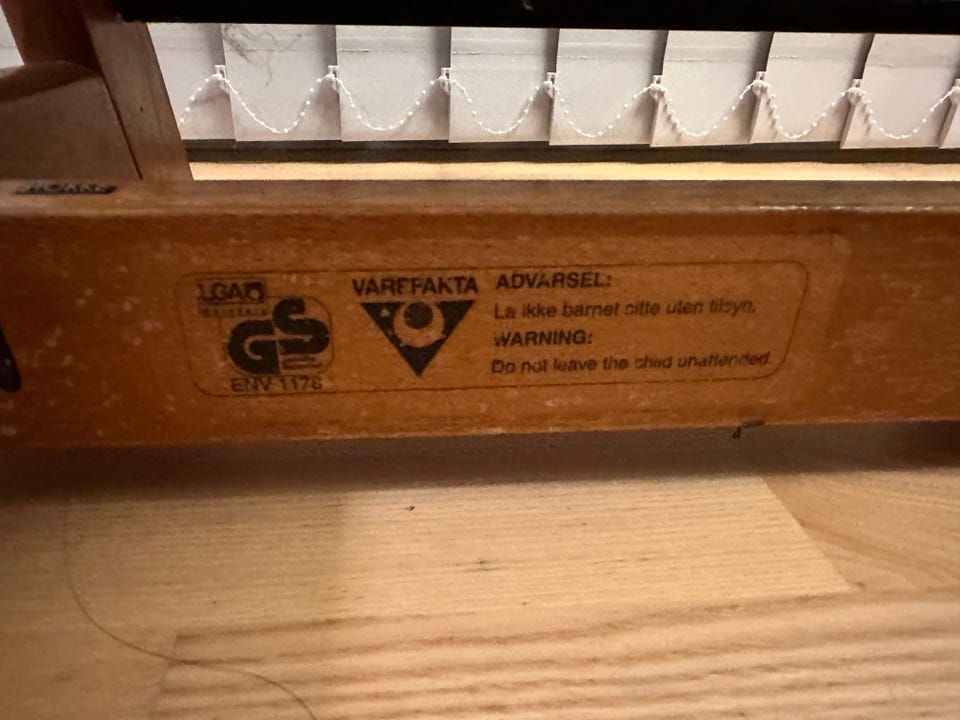 STOKKE
LGA
GS
ENV 1178
VAREFAKTA
ADVARSEL:
La ikke barnet sitte uten tilsyn.
WARNING:
Do not leave the child unattended.